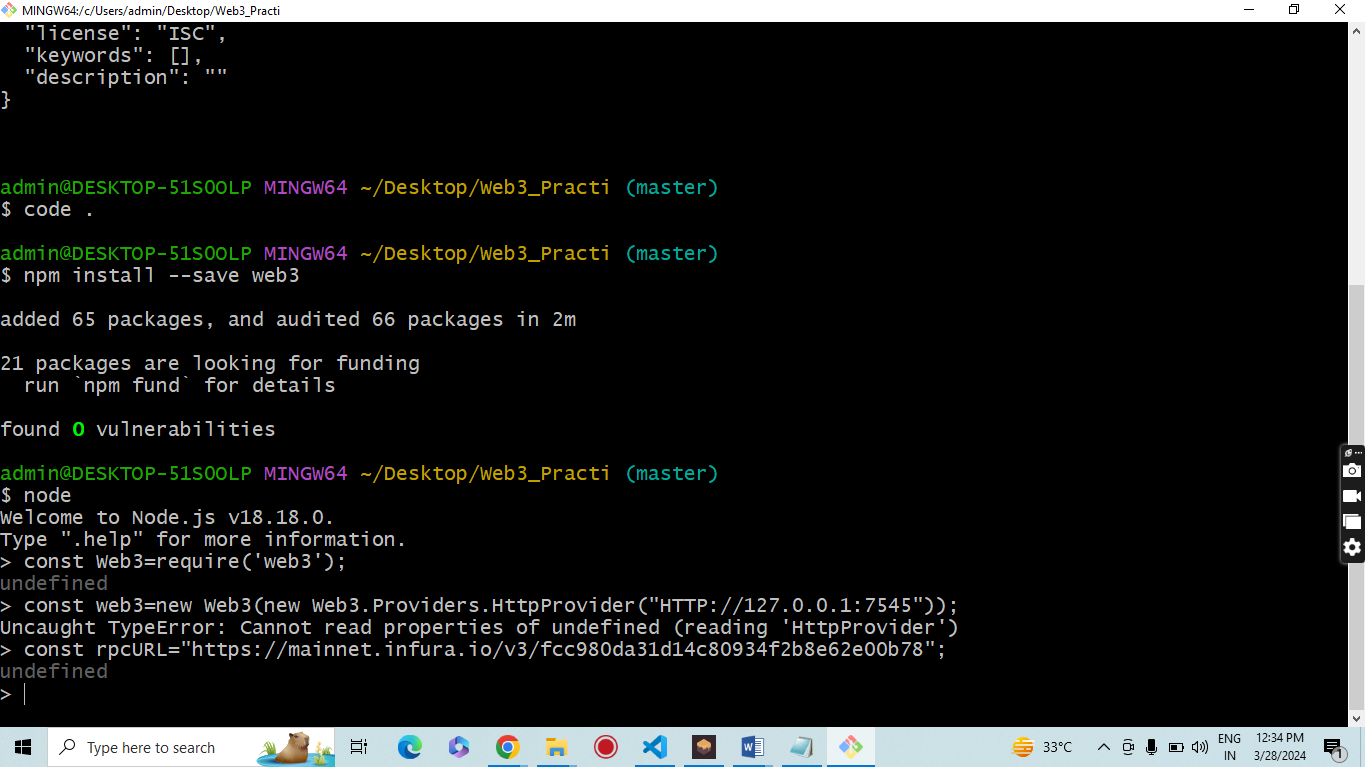 MINGW64:/c/Users/admin/Desktop/Web3_Practi
"license": "ISC",
"keywords": [],
"description": ""
}
admin@DESKTOP-51SOOLP MINGW64 ~/Desktop/Web3_Practi (master)
$ code .
admin@DESKTOP-51SOOLP MINGW64 ~/Desktop/Web3_Practi (master)
$ npm install --save web3
added 65 packages, and audited 66 packages in 2m
21 packages are looking for funding
run `npm fund` for details
found 0 vulnerabilities
admin@DESKTOP-51SOOLP MINGW64 ~/Desktop/Web3_Practi (master)
$ node
Welcome to Node.js v18.18.0.
Type ".help" for more information.
> const Web3=require('web3');
undefined
> const web3=new Web3(new Web3.Providers.HttpProvider("HTTP://127.0.0.1:7545"));
Uncaught TypeError: Cannot read properties of undefined (reading 'HttpProvider')
> const rpcURL="https://mainnet.infura.io/v3/fcc980da31d14c80934f2b8e62e00b78";
undefined
>
Type here to search
33°C
ENG
IN
12:34 PM
3/28/2024
1